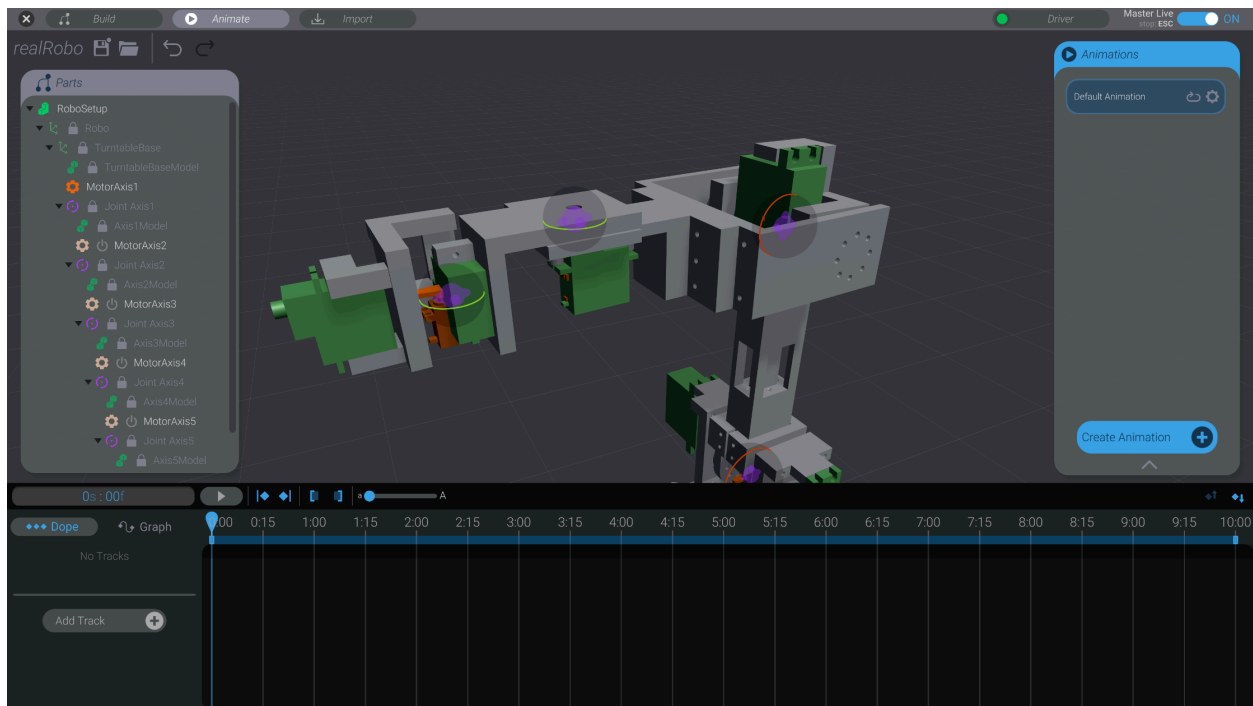 Build
Animate
Import
Driver
Master Live
stop: ESC
ON
realRobo
Parts
RoboSetup
Robo
TurntableBase
TurntableBaseModel
MotorAxis1
Joint Axis1
Axis1Model
MotorAxis2
Joint Axis2
Axis2Model
MotorAxis3
Joint Axis3
Axis3Model
MotorAxis4
Joint Axis4
Axis4Model
MotorAxis5
Joint Axis5
Axis5Model
Animations
Default Animation
Create Animation
0s : 00f
a A
Dope Graph
:00 0:15 1:00 1:15 2:00 2:15 3:00 3:15 4:00 4:15 5:00 5:15 6:00 6:15 7:00 7:15 8:00 8:15 9:00 9:15 10:00
No Tracks
Add Track